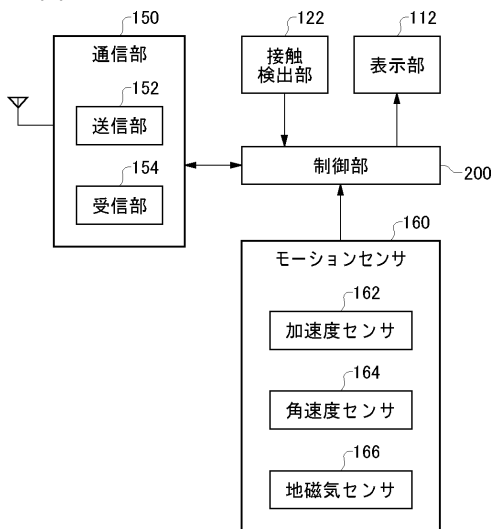 150
通信部
152
送信部
154
受信部
122
接触
検出部
112
表示部
制御部
200
160
モーションセンサ
162
加速度センサ
164
角速度センサ
166
地磁気センサ